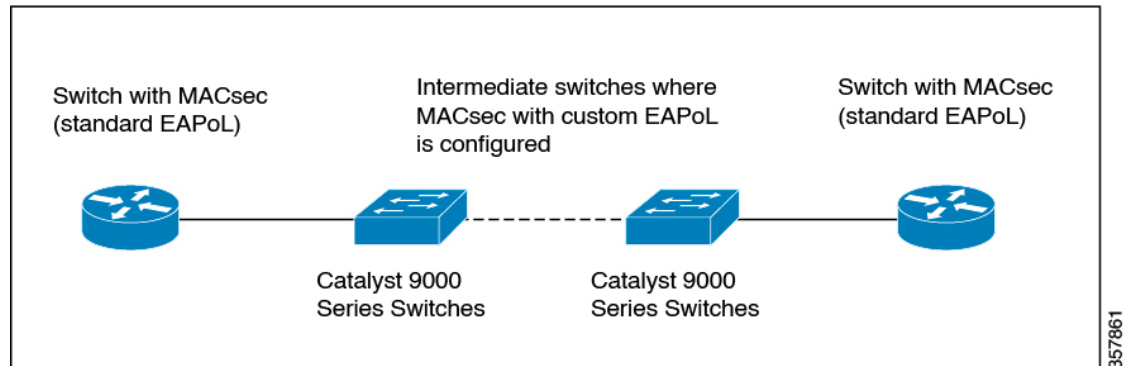 Switch with MACsec
(standard EAPoL)
Intermediate switches where
MACsec with custom EAPoL
is configured
Switch with MACsec
(standard EAPoL)
Catalyst 9000
Series Switches
Catalyst 9000
Series Switches
357861